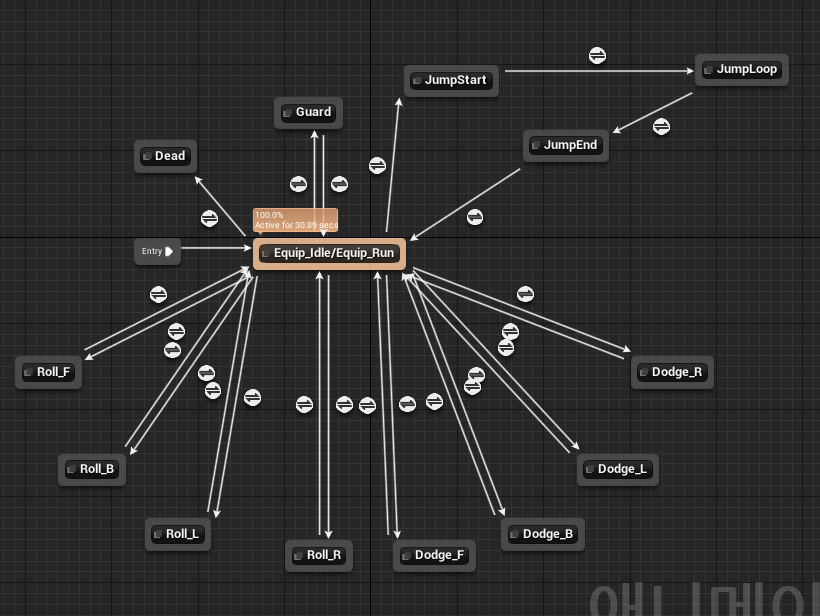 JumpLoop
JumpStart
Guard
JumpEnd
Dead
100.0%
Active for 30.89 secs
Entry
Equip_Idle/Equip_Run
Roll_F
Dodge_R
Roll_B
Dodge_L
Roll_L
Dodge_B
Roll_R
Dodge_F